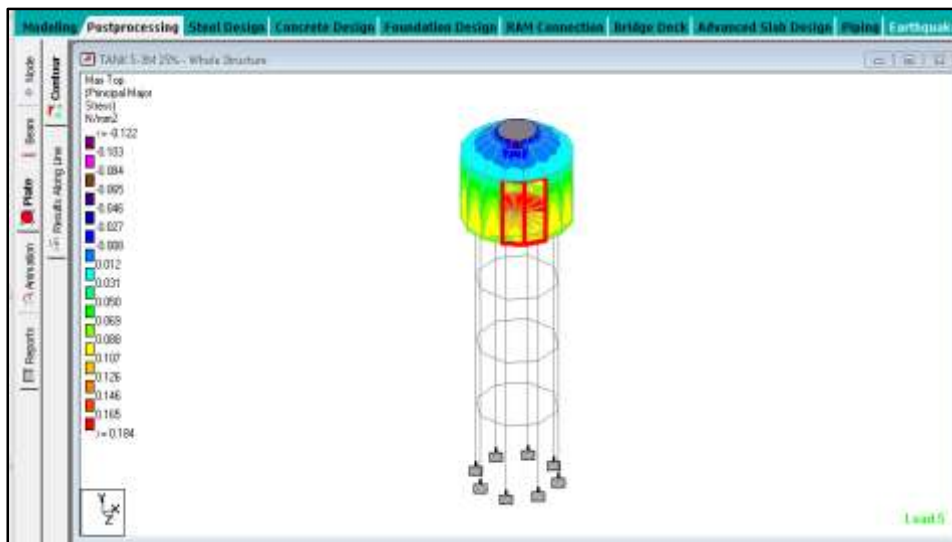 Modeling Postprocessing Steel Design Concrete Design Foundation Design RAM Connection Bridge Deck Advanced Slab Design Piping Earthquak
Node
Beam
Plate
Animation
Reports
Contour
Results Along Line
TANK 5-3M 25% - Whole Structure
Max Top
(Principal Major
Stress)
N/mm2
<= -0.122
-0.103
-0.084
-0.065
-0.046
-0.027
-0.008
0.012
0.031
0.050
0.069
0.088
0.107
0.126
0.146
0.165
>= 0.184
Y
X
Z
Load 5